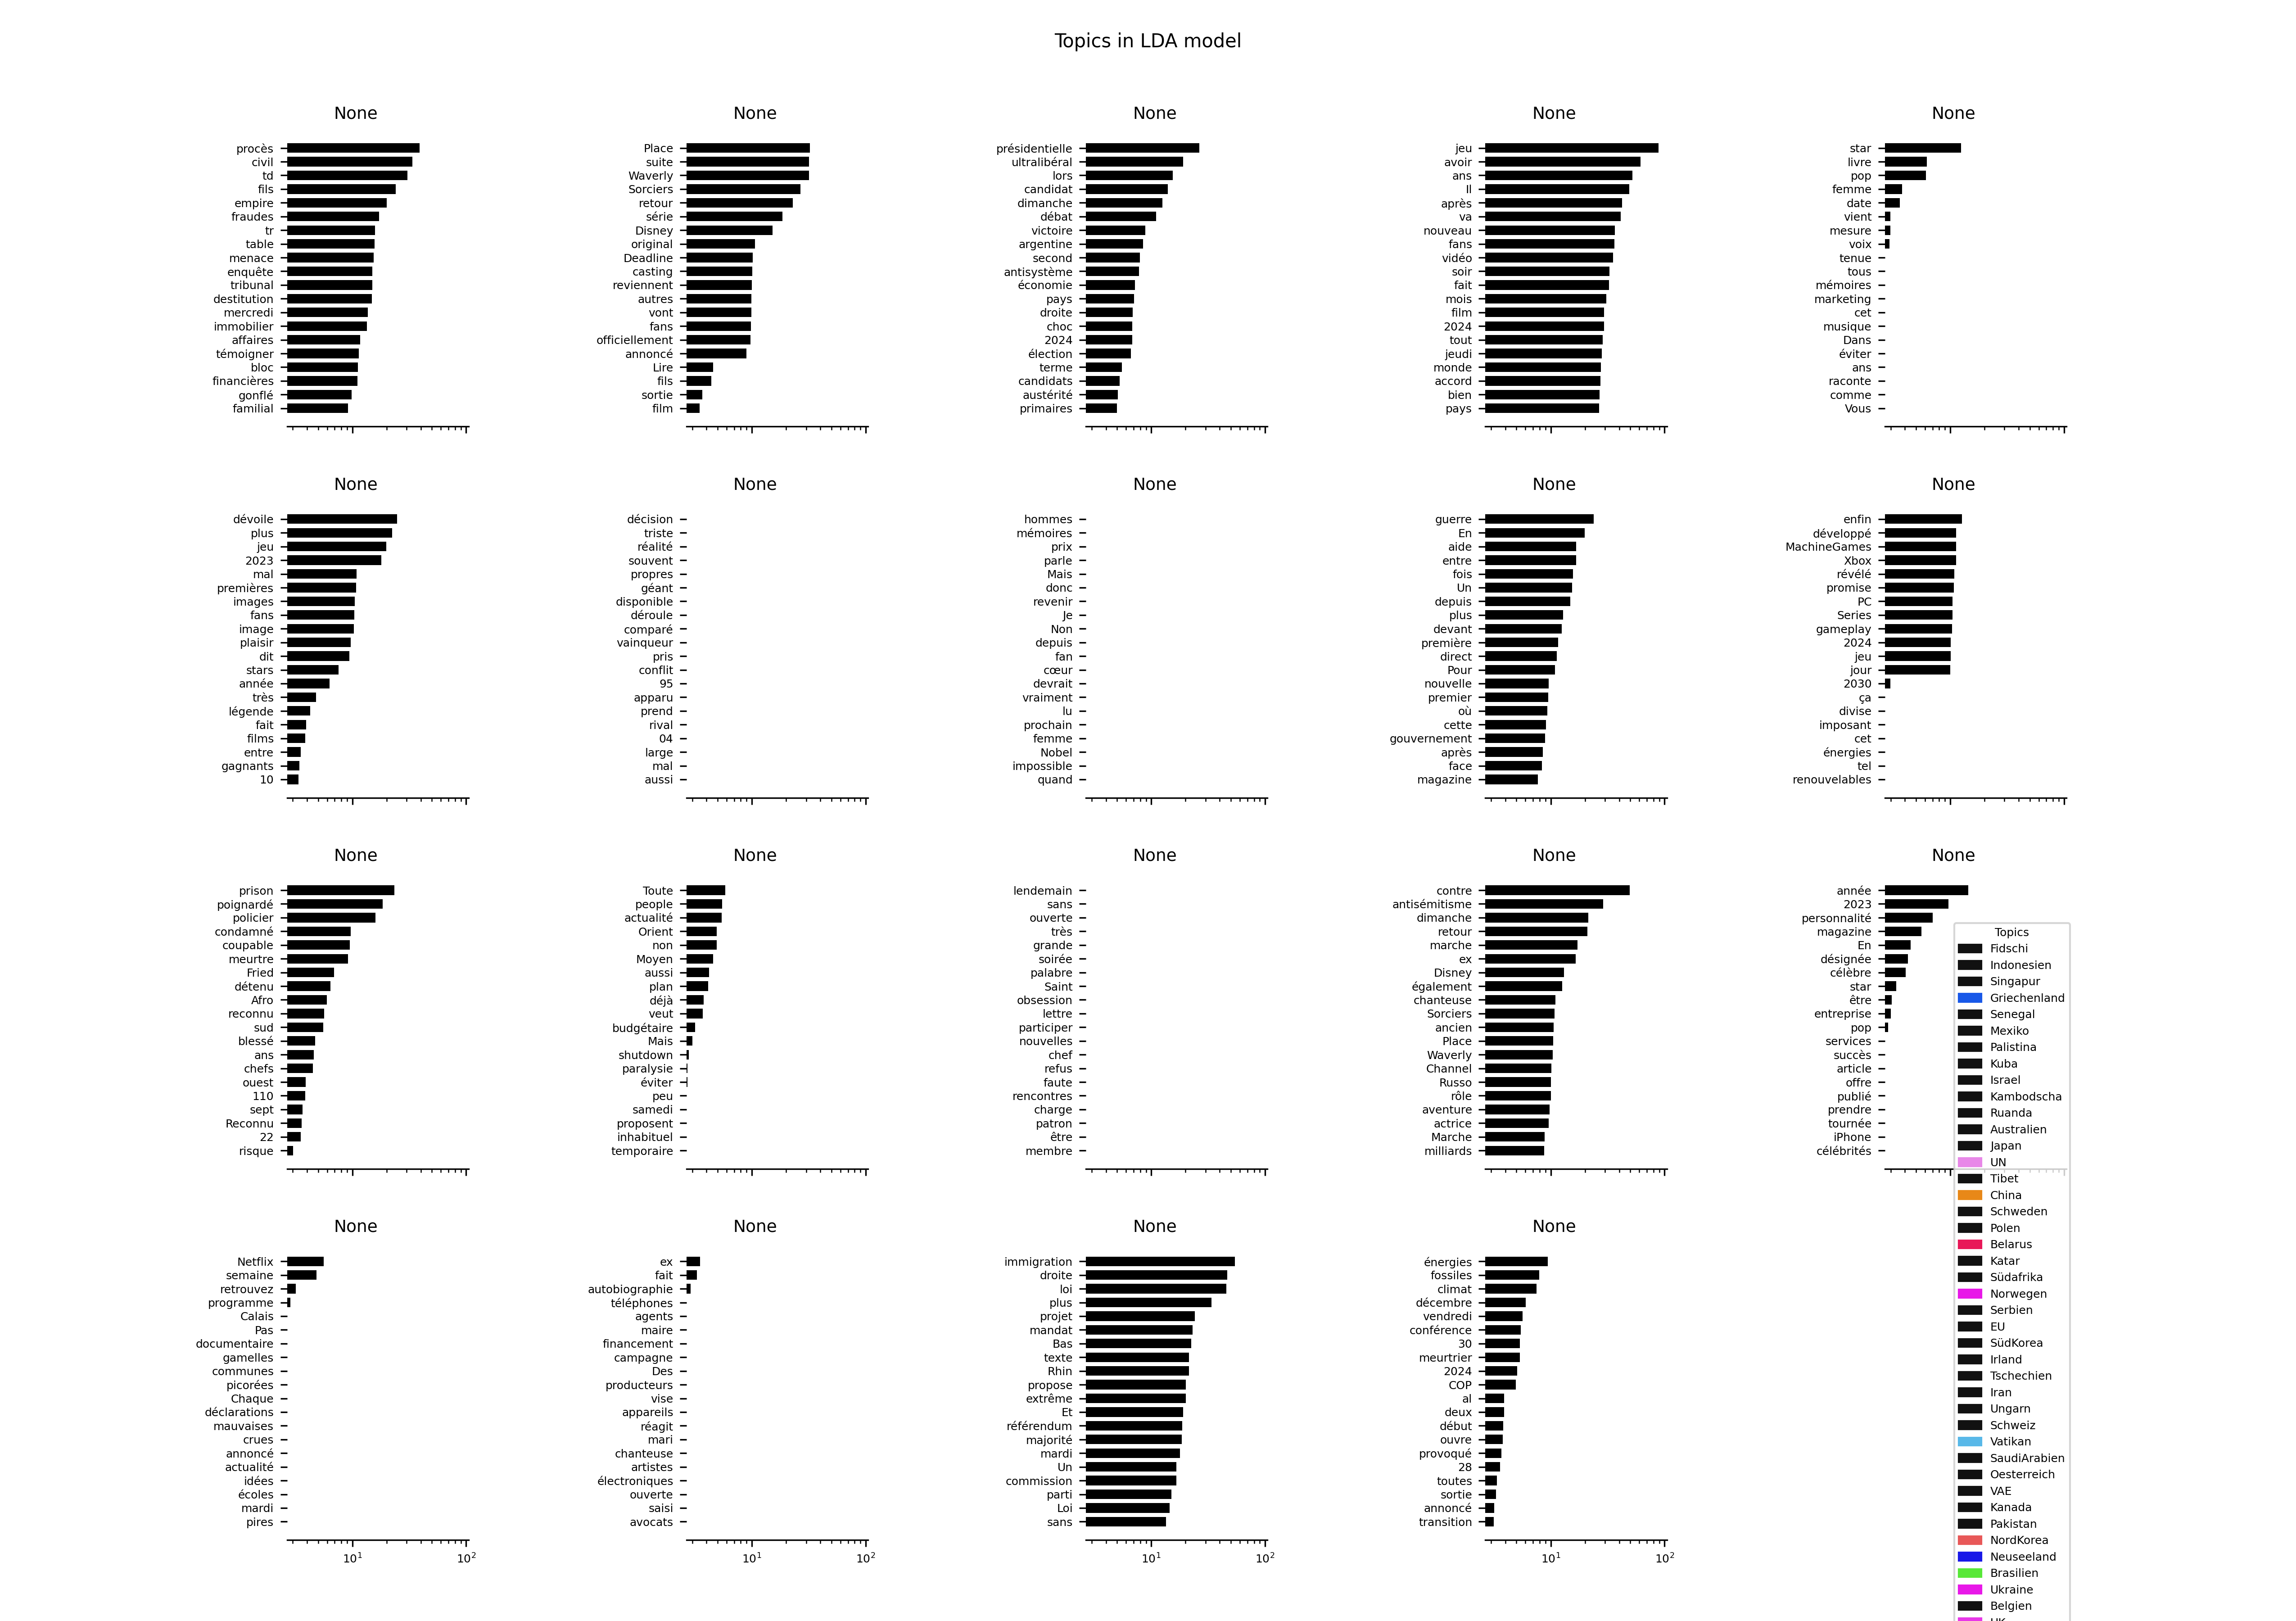 Topics in LDA model
None
procès
civil
td
fils
empire
fraudes
tr
table
menace
enquête
tribunal
destitution
mercredi
immobilier
affaires
témoigner
bloc
financières
gonflé
familial
None
Place
suite
Waverly
Sorciers
retour
série
Disney
original
Deadline
casting
reviennent
autres
vont
fans
officiellement
annoncé
Lire
fils
sortie
film
None
présidentielle
ultralibéral
lors
candidat
dimanche
débat
victoire
argentine
second
antisystème
économie
pays
droite
choc
2024
élection
terme
candidats
austérité
primaires
None
jeu
avoir
ans
Il
après
va
nouveau
fans
vidéo
soir
fait
mois
film
2024
tout
jeudi
monde
accord
bien
pays
None
star
livre
pop
femme
date
vient
mesure
voix
tenue
tous
mémoires
marketing
cet
musique
Dans
éviter
ans
raconte
comme
Vous
None
dévoile
plus
jeu
2023
mal
premières
images
fans
image
plaisir
dit
stars
année
très
légende
fait
films
entre
gagnants
10
None
décision
triste
réalité
souvent
propres
géant
disponible
déroule
comparé
vainqueur
pris
conflit
95
apparu
prend
rival
04
large
mal
aussi
None
hommes
mémoires
prix
parle
Mais
donc
revenir
Je
Non
depuis
fan
cœur
devrait
vraiment
lu
prochain
femme
Nobel
impossible
quand
None
guerre
En
aide
entre
fois
Un
depuis
plus
devant
première
direct
Pour
nouvelle
premier
où
cette
gouvernement
après
face
magazine
None
enfin
développé
MachineGames
Xbox
révélé
promise
PC
Series
gameplay
2024
jeu
jour
2030
ça
divise
imposant
cet
énergies
tel
renouvelables
None
prison
poignardé
policier
condamné
coupable
meurtre
Fried
détenu
Afro
reconnu
sud
blessé
ans
chefs
ouest
110
sept
Reconnu
22
risque
None
Toute
people
actualité
Orient
non
Moyen
aussi
plan
déjà
veut
budgétaire
Mais
shutdown
paralysie
éviter
peu
samedi
proposent
inhabituel
temporaire
None
lendemain
sans
ouverte
très
grande
soirée
palabre
Saint
obsession
lettre
participer
nouvelles
chef
refus
faute
rencontres
charge
patron
être
membre
None
contre
antisémitisme
dimanche
retour
marche
ex
Disney
également
chanteuse
Sorciers
ancien
Place
Waverly
Channel
Russo
rôle
aventure
actrice
Marche
milliards
None
année
2023
personnalité
magazine
En
désignée
célèbre
star
être
entreprise
pop
services
succès
article
offre
publié
prendre
tournée
iPhone
célébrités
None
Netflix
semaine
retrouvez
programme
Calais
Pas
documentaire
gamelles
communes
picorées
Chaque
déclarations
mauvaises
crues
annoncé
actualité
idées
écoles
mardi
pires
10¹ 10²
None
ex
fait
autobiographie
téléphones
agents
maire
financement
campagne
Des
producteurs
vise
appareils
réagit
mari
chanteuse
artistes
électroniques
ouverte
saisi
avocats
10¹ 10²
None
immigration
droite
loi
plus
projet
mandat
Bas
texte
Rhin
propose
extrême
Et
référendum
majorité
mardi
Un
commission
parti
Loi
sans
10¹ 10²
None
énergies
fossiles
climat
décembre
vendredi
conférence
30
meurtrier
2024
COP
al
deux
début
ouvre
provoqué
28
toutes
sortie
annoncé
transition
10¹ 10²
Topics
Fidschi
Indonesien
Singapur
Griechenland
Senegal
Mexiko
Palistina
Kuba
Israel
Kambodscha
Ruanda
Australien
Japan
UN
Tibet
China
Schweden
Polen
Belarus
Katar
Südafrika
Norwegen
Serbien
EU
SüdKorea
Irland
Tschechien
Iran
Ungarn
Schweiz
Vatikan
SaudiArabien
Oesterreich
VAE
Kanada
Pakistan
NordKorea
Neuseeland
Brasilien
Ukraine
Belgien